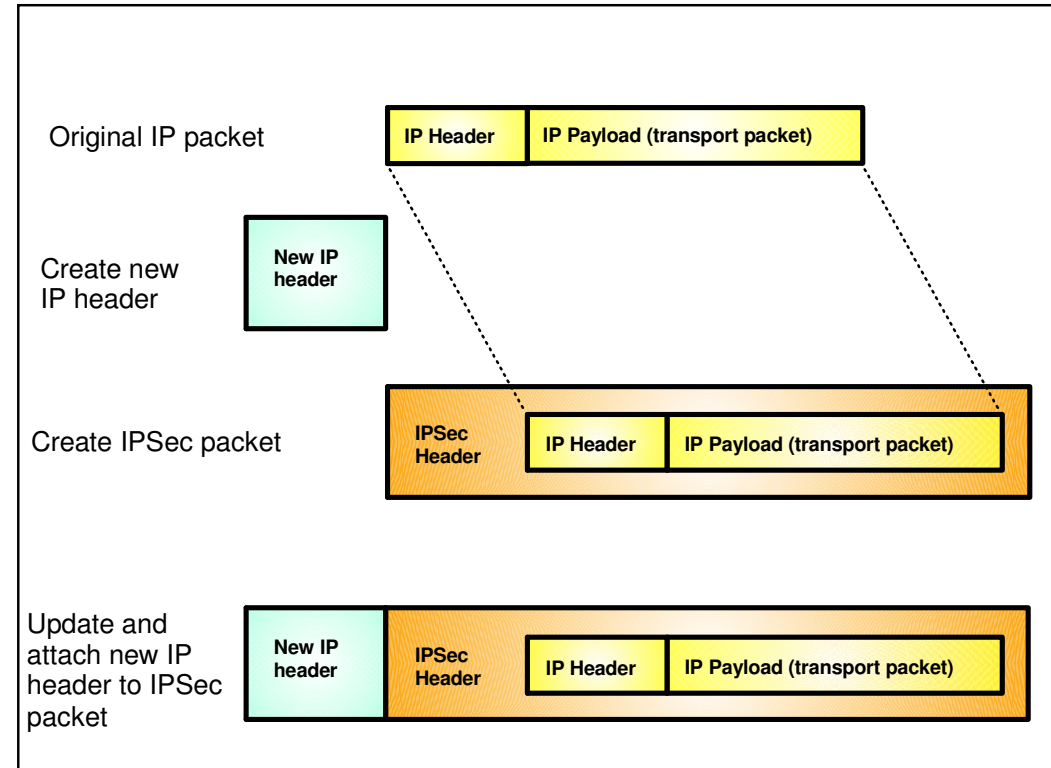 Original IP packet
IP Header
IP Payload (transport packet)
Create new
IP header
New IP
header
Create IPSec packet
IPSec
Header
IP Header
IP Payload (transport packet)
Update and
attach new IP
header to IPSec
packet
New IP
header
IPSec
Header
IP Header
IP Payload (transport packet)